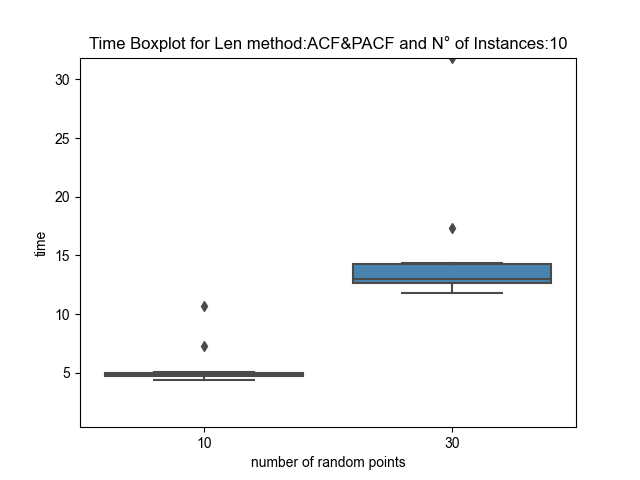 Time Boxplot for Len method:ACF&PACF and N° of Instances:10
30
25
20
15
10
5
time
10 30
number of random points